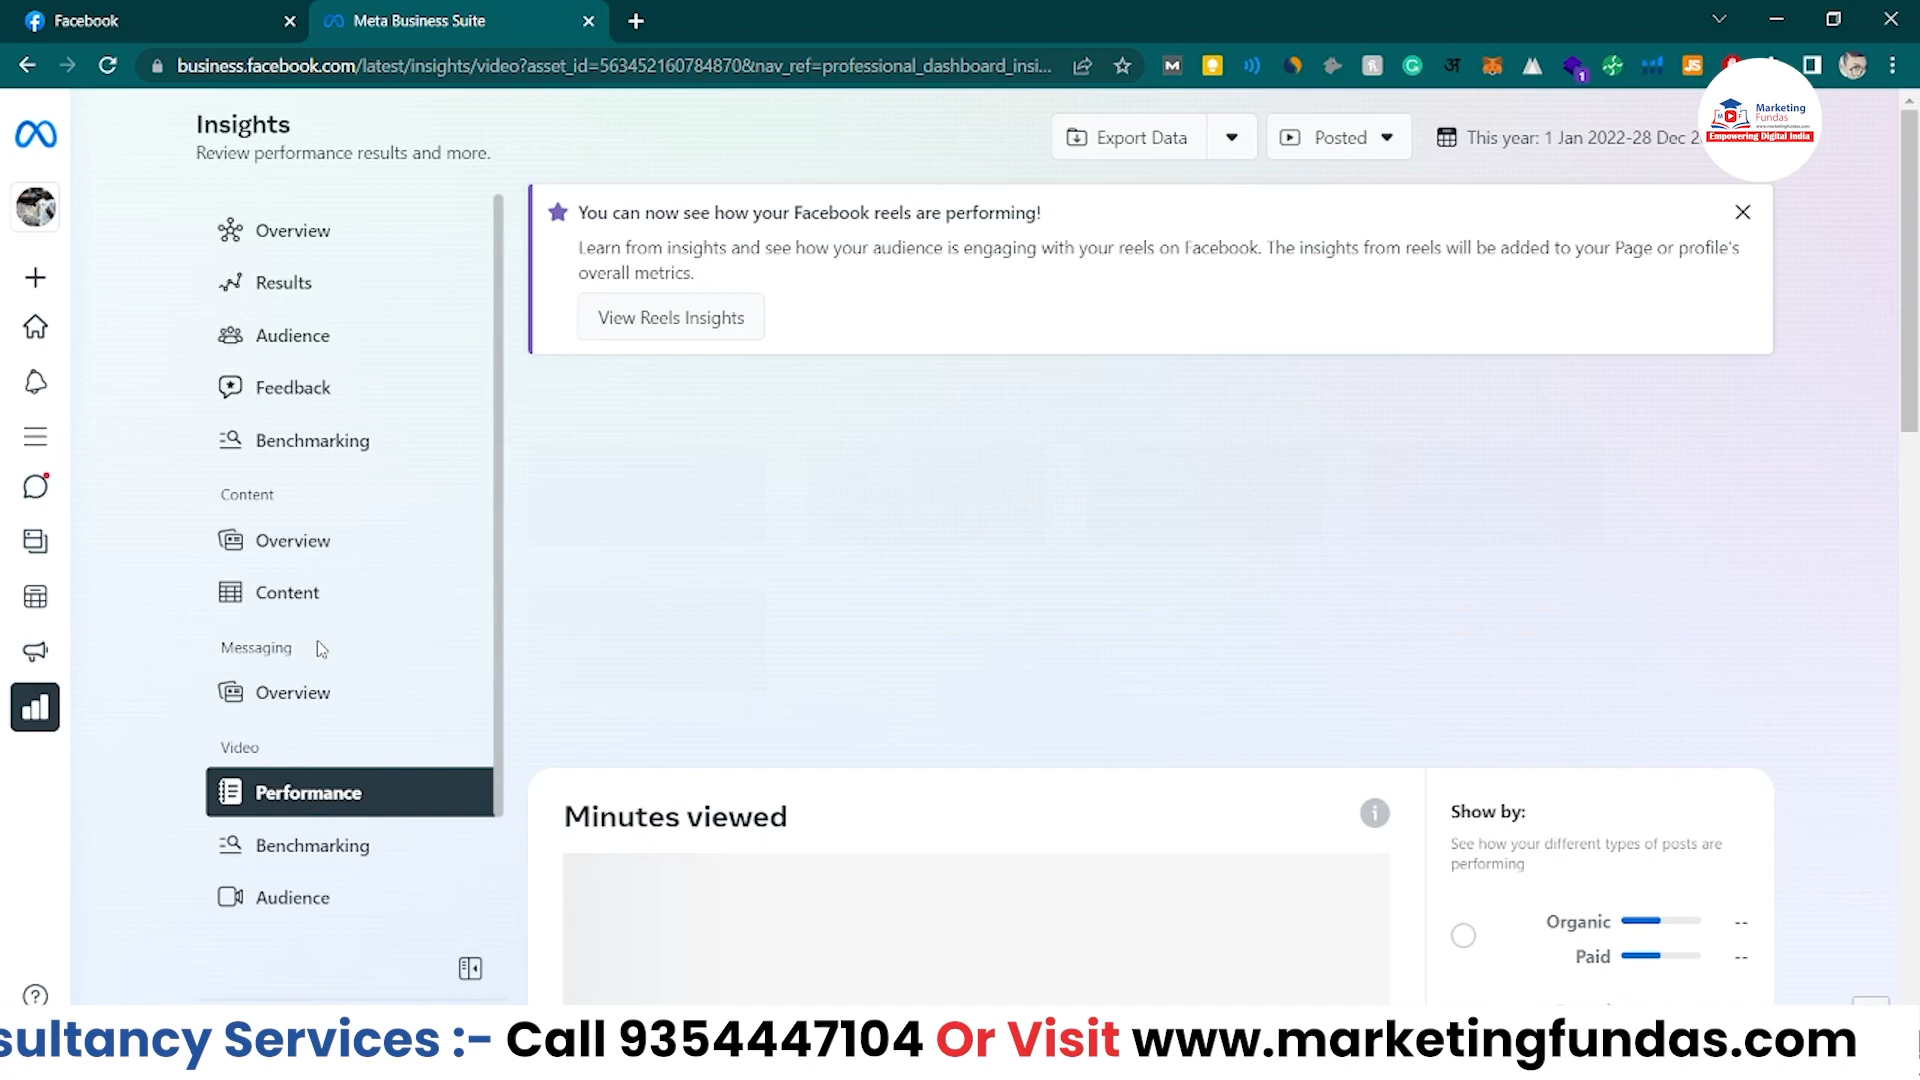 Facebook
Meta Business Suite
business.facebook.com/latest/insights/video?asset_id=563452160784870&nav_ref=professional_dashboard_insi...
Insights
Review performance results and more.
Export Data
Posted
This year: 1 Jan 2022-28 Dec 2
Marketing
Fundas
www.marketingfundas.com
Empowering Digital India
Overview
Results
Audience
Feedback
Benchmarking
Content
Overview
Content
Messaging
Overview
Video
Performance
Benchmarking
Audience
You can now see how your Facebook reels are performing!
Learn from insights and see how your audience is engaging with your reels on Facebook. The insights from reels will be added to your Page or profile's
overall metrics.
View Reels Insights
Minutes viewed
Show by:
See how your different types of posts are
performing
Organic --
Paid --
sultancy Services :- Call 9354447104 Or Visit www.marketingfundas.com